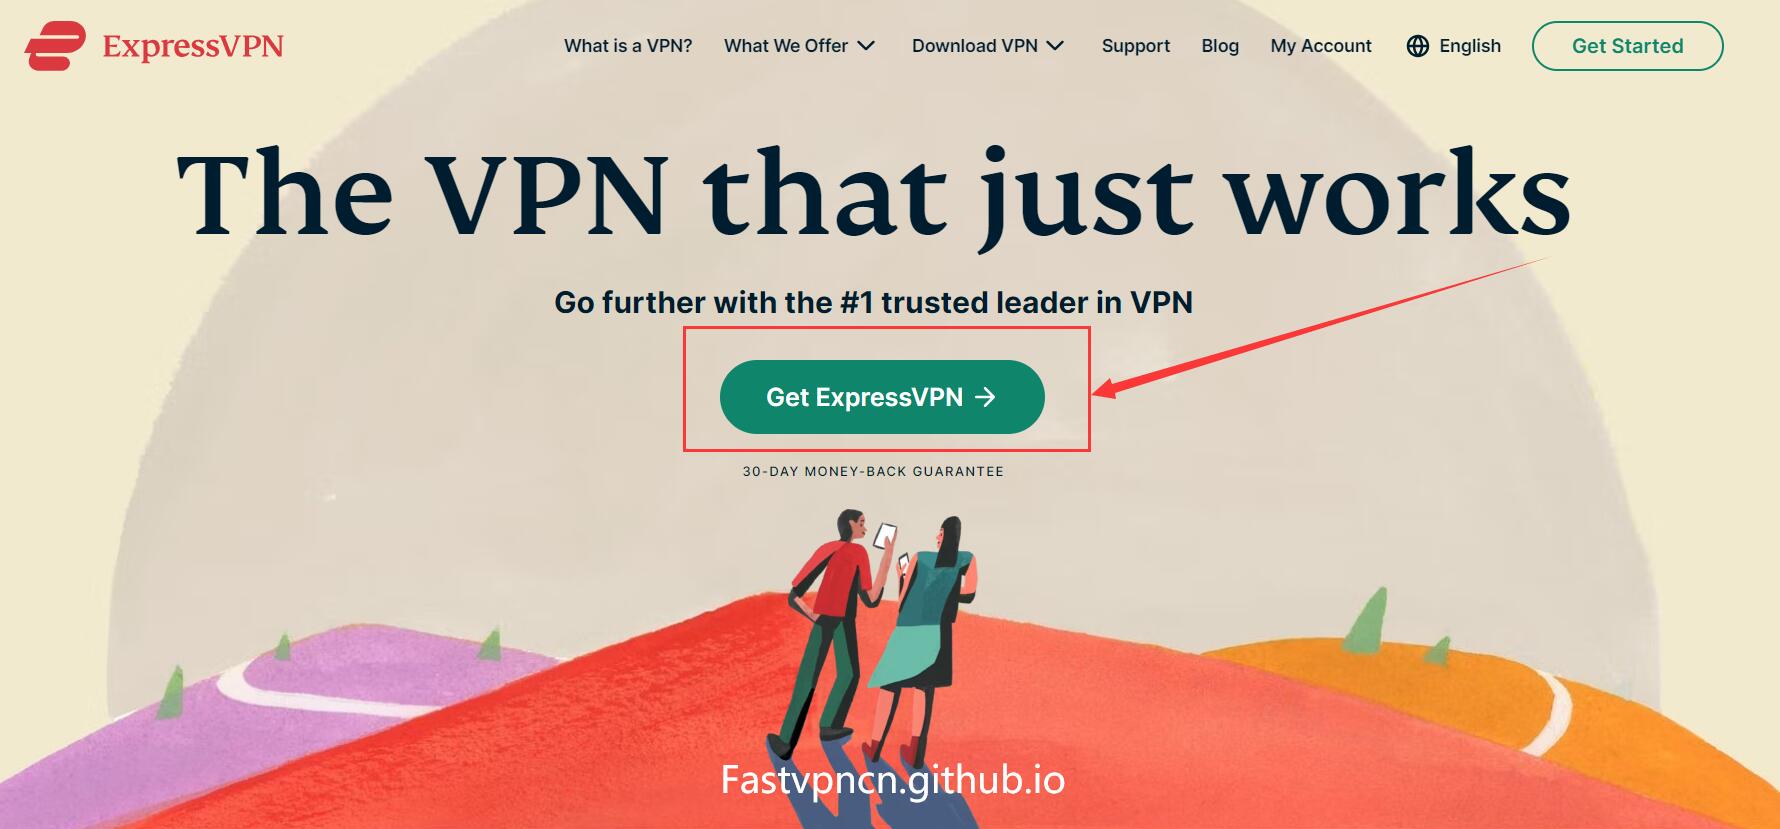 ExpressVPN
What is a VPN? What We Offer Download VPN Support Blog My Account English Get Started
The VPN that just works
Go further with the #1 trusted leader in VPN
Get ExpressVPN →
30-DAY MONEY-BACK GUARANTEE
Fastvpncn.github.io